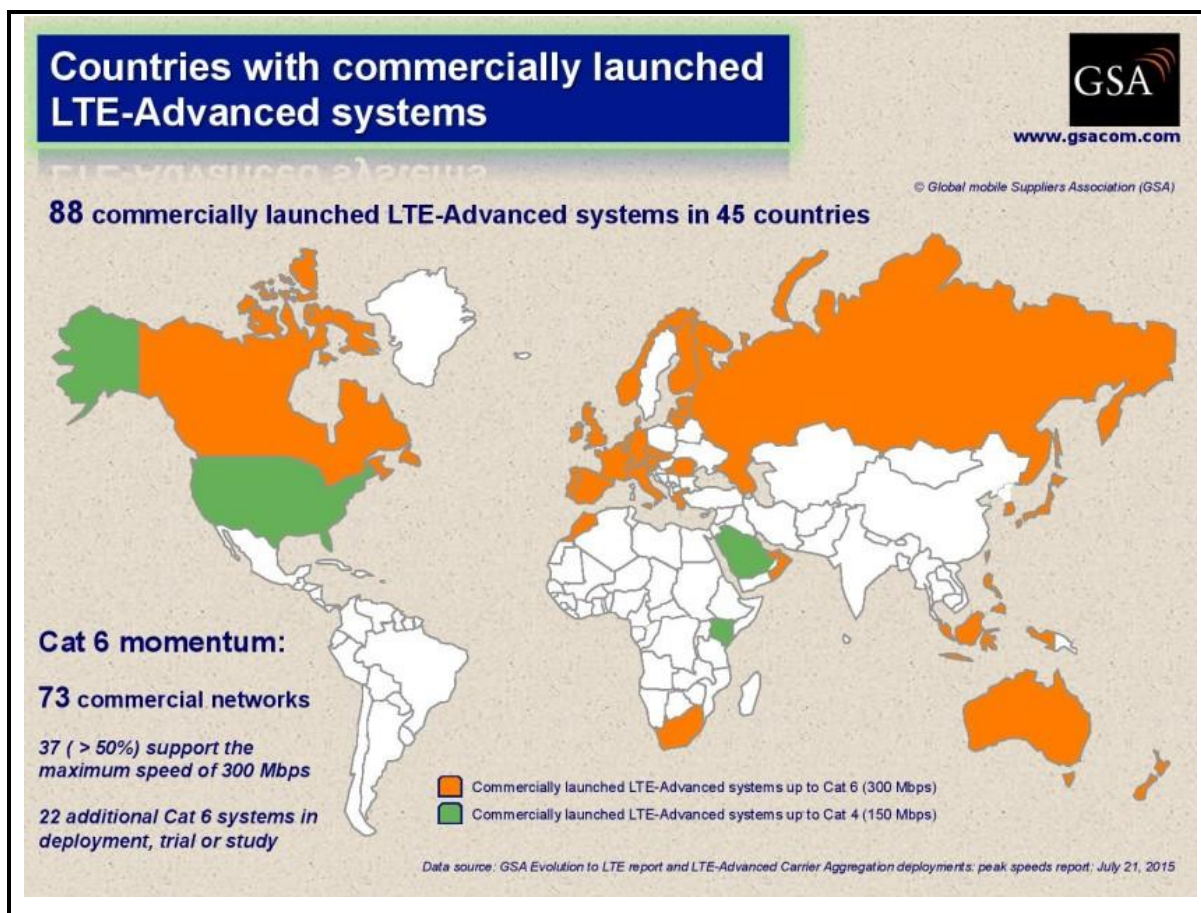 Countries with commercially launched
LTE-Advanced systems
GSA
www.gsacom.com
© Global mobile Suppliers Association (GSA)
88 commercially launched LTE-Advanced systems in 45 countries
Cat 6 momentum:
73 commercial networks
37 ( > 50%) support the
maximum speed of 300 Mbps
22 additional Cat 6 systems in
deployment, trial or study
Commercially launched LTE-Advanced systems up to Cat 6 (300 Mbps)
Commercially launched LTE-Advanced systems up to Cat 4 (150 Mbps)
Data source: GSA Evolution to LTE report and LTE-Advanced Carrier Aggregation deployments: peak speeds report: July 21, 2015